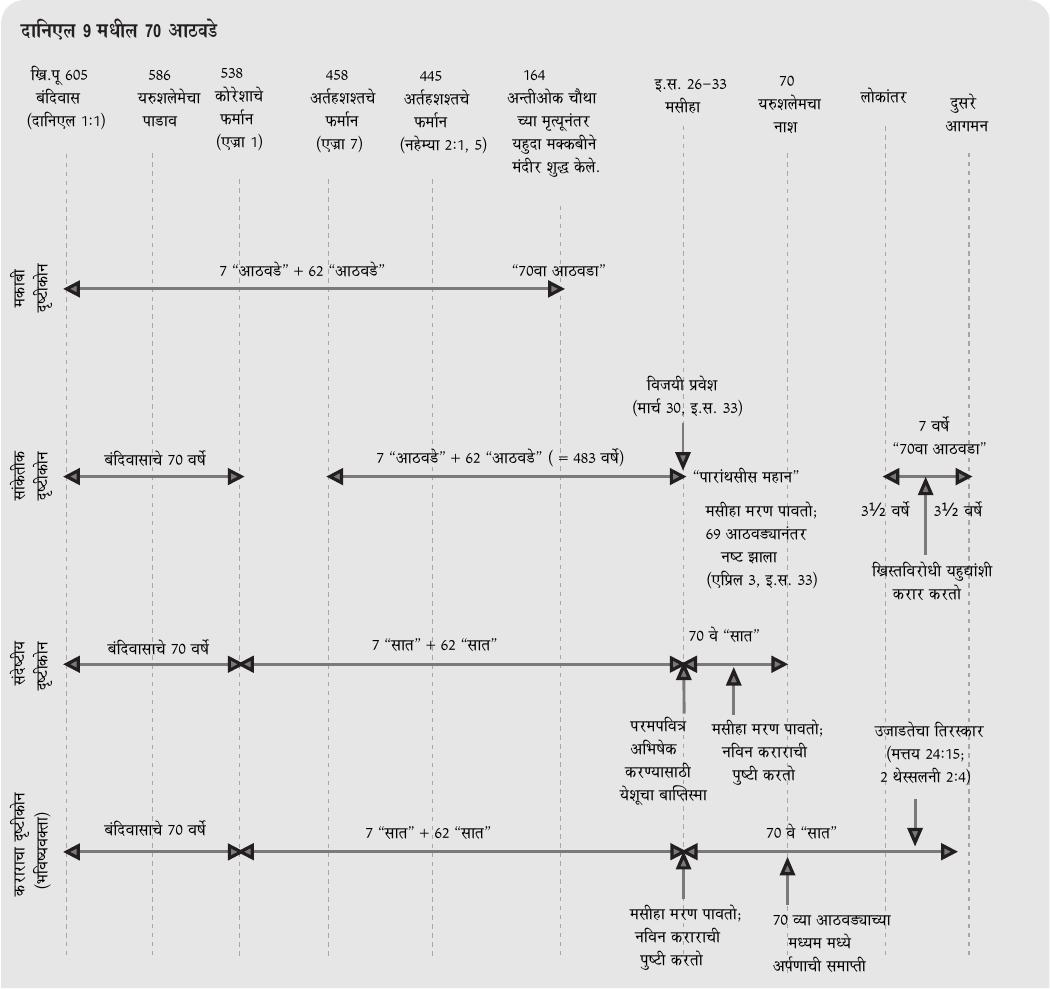 दानिएल 9 मधील 70 आठवडे
ख्रि.पू 605
बंदिवास
(दानिएल 1:1)
586
यरुशलेमेचा
पाडाव
538
कोरेशाचे
फर्मान
(एज्रा 1)
458
अर्तहशश्तचे
फर्मान
(एज्रा 7)
445
अर्तहशश्तचे
फर्मान
(नहेम्या 2:1, 5)
164
अन्तीओक चौथा
च्या मृत्यूनंतर
यहुदा मक्कबीने
मंदीर शुद्ध केले.
इ.स. 26–33
मसीहा
70
यरुशलेमचा
नाश
लोकांतर
दुसरे
आगमन
मकाबी
दृष्टीकोन
7 “आठवडे” + 62 “आठवडे”
“70वा आठवडा”
सांकेतीक
दृष्टीकोन
बंदिवासाचे 70 वर्षे
7 “आठवडे” + 62 “आठवडे” ( = 483 वर्षे)
विजयी प्रवेश
(मार्च 30, इ.स. 33)
“पारांथसीस महान”
मसीहा मरण पावतो;
69 आठवड्यानंतर
नष्ट झाला
(एप्रिल 3, इ.स. 33)
7 वर्षे
“70वा आठवडा”
3½ वर्षे
3½ वर्षे
ख्रिस्तविरोधी यहुद्यांशी
करार करतो
संदेष्टीय
दृष्टीकोन
बंदिवासाचे 70 वर्षे
7 “सात” + 62 “सात”
70 वे “सात”
परमपवित्र
अभिषेक
करण्यासाठी
येशूचा बाप्तिस्मा
मसीहा मरण पावतो;
नविन कराराची
पुष्टी करतो
उजाडतेचा तिरस्कार
(मत्तय 24:15;
2 थेस्सलनी 2:4)
कराराचा दृष्टीकोन
(भविष्यवक्ता)
बंदिवासाचे 70 वर्षे
7 “सात” + 62 “सात”
70 वे “सात”
मसीहा मरण पावतो;
नविन कराराची
पुष्टी करतो
70 व्या आठवड्याच्या
मध्यम मध्ये
अर्पणाची समाप्ती